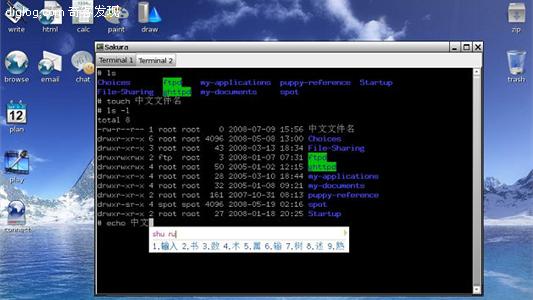 diglog.com 奇客发现
write
html
calc
paint
draw
zip
browse
email
chat
trash
plan
play
connect
Sakura
Terminal 1
Terminal 2
# ls
Choices ftpd my-applications puppy-reference Startup
File-Sharing ghttpd my-documents spot
# touch 中文文件名
# ls -l
total 8
-rw-r--r-- 1 root root 0 2008-07-09 15:56 中文文件名
drwxr-xr-x 6 root root 4096 2008-05-08 13:00 Choices
drwxr-xr-x 3 root root 43 2008-03-13 18:34 File-Sharing
drwxrwxrwx 2 ftp root 3 2008-01-07 07:31 ftpd
drwxrwxrwx 4 root root 50 2005-01-02 12:15 ghttpd
drwxr-xr-x 4 root root 28 2005-03-10 18:44 my-applications
drwxr-xr-x 4 root root 32 2005-01-08 09:21 my-documents
drwxr-xr-x 2 root root 161 2007-10-31 08:13 puppy-reference
drwxr-xr-x 4 spot spot 4096 2008-05-19 02:16 spot
drwxr-xr-x 2 root root 27 2008-01-18 20:25 Startup
# echo 中文
shu ru
1.输入 2.书 3.数 4.术 5.属 6.输 7.树 8.述 9.熟